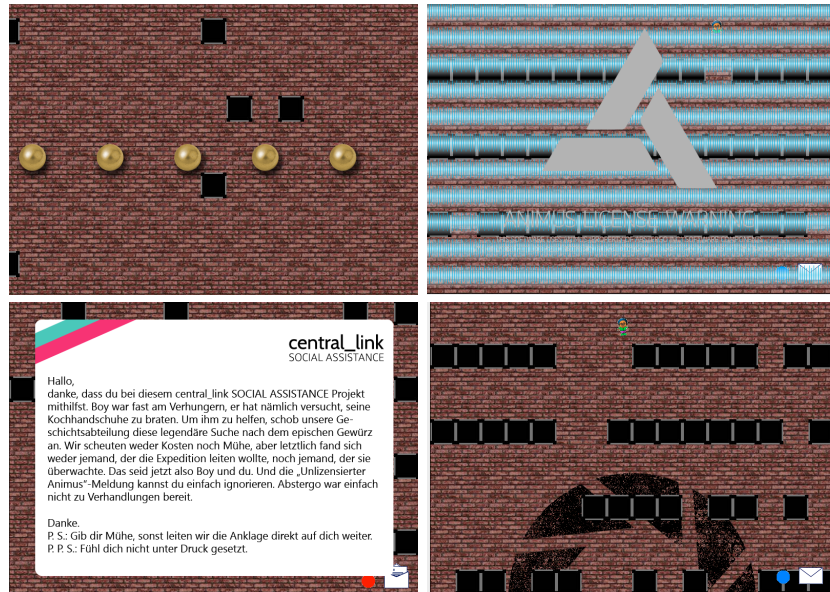 ANIMUS LICENSE WARNING
central_link
SOCIAL ASSISTANCE
Hallo,
danke, dass du bei diesem central_link SOCIAL ASSISTANCE Projekt
mithilfst. Boy war fast am Verhungern, er hat nämlich versucht, seine
Kochhandschuhe zu braten. Um ihm zu helfen, schob unsere Ge-
schichtsabteilung diese legendäre Suche nach dem epischen Gewürz
an. Wir scheuten weder Kosten noch Mühe, aber letztlich fand sich
weder jemand, der die Expedition leiten wollte, noch jemand, der sie
überwachte. Das seid jetzt also Boy und du. Und die „Unlizensierter
Animus“-Meldung kannst du einfach ignorieren. Abstergo war einfach
nicht zu Verhandlungen bereit.
Danke.
P. S.: Gib dir Mühe, sonst leiten wir die Anklage direkt auf dich weiter.
P. P. S.: Fühl dich nicht unter Druck gesetzt.